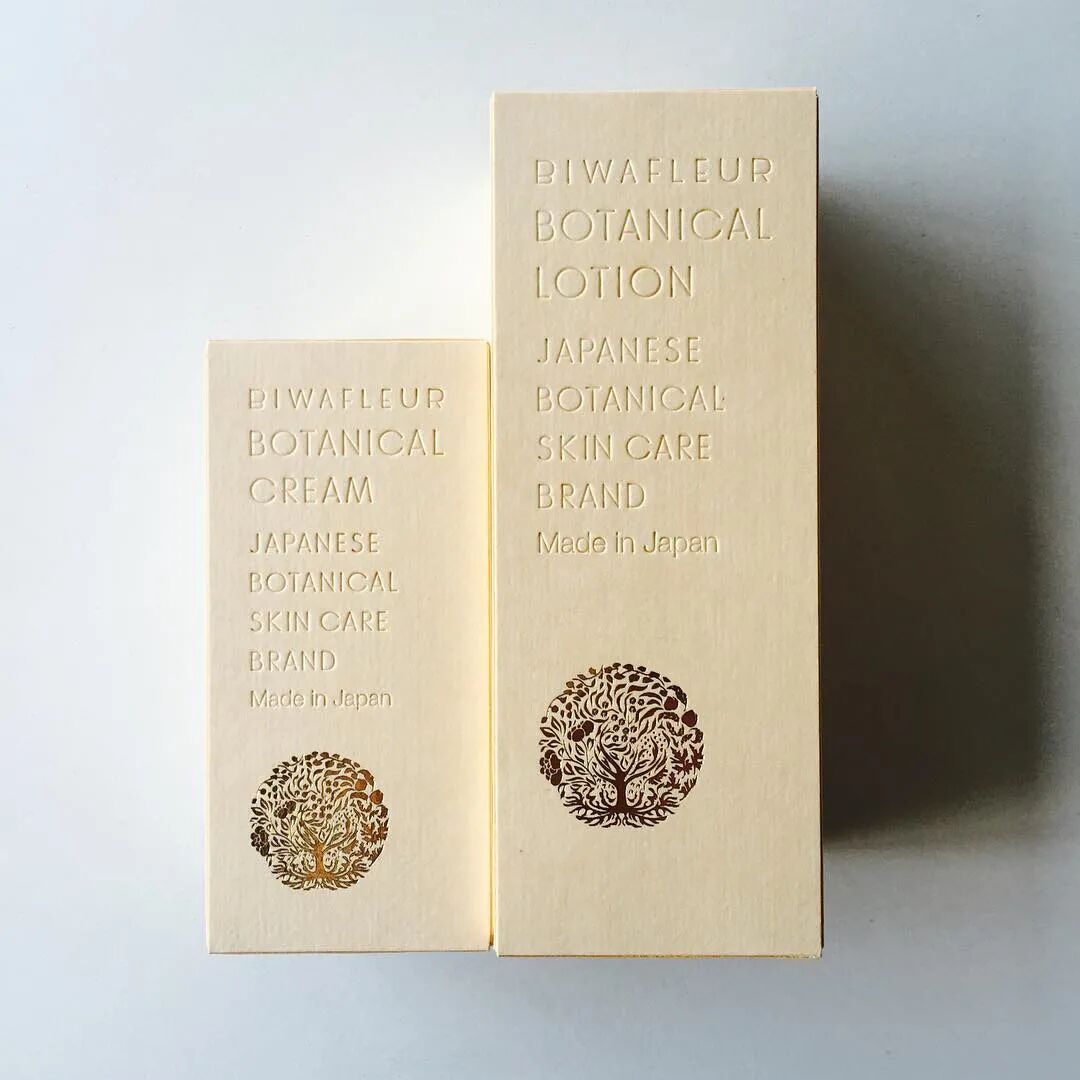 BIWAFLEUR
BOTANICAL
CREAM
JAPANESE
BOTANICAL
SKIN CARE
BRAND
Made in Japan
BIWAFLEUR
BOTANICAL
LOTION
JAPANESE
BOTANICAL
SKIN CARE
BRAND
Made in Japan